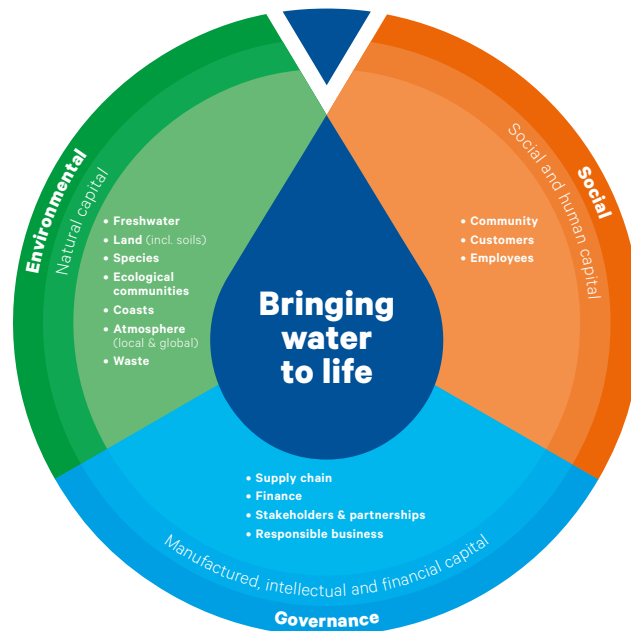 Environmental
Natural capital
• Freshwater
• Land (incl. soils)
• Species
• Ecological
communities
• Coasts
• Atmosphere
(local & global)
• Waste
Social
Social and human capital
• Community
• Customers
• Employees
Bringing
water
to life
• Supply chain
• Finance
• Stakeholders & partnerships
• Responsible business
Manufactured, intellectual and financial capital
Governance